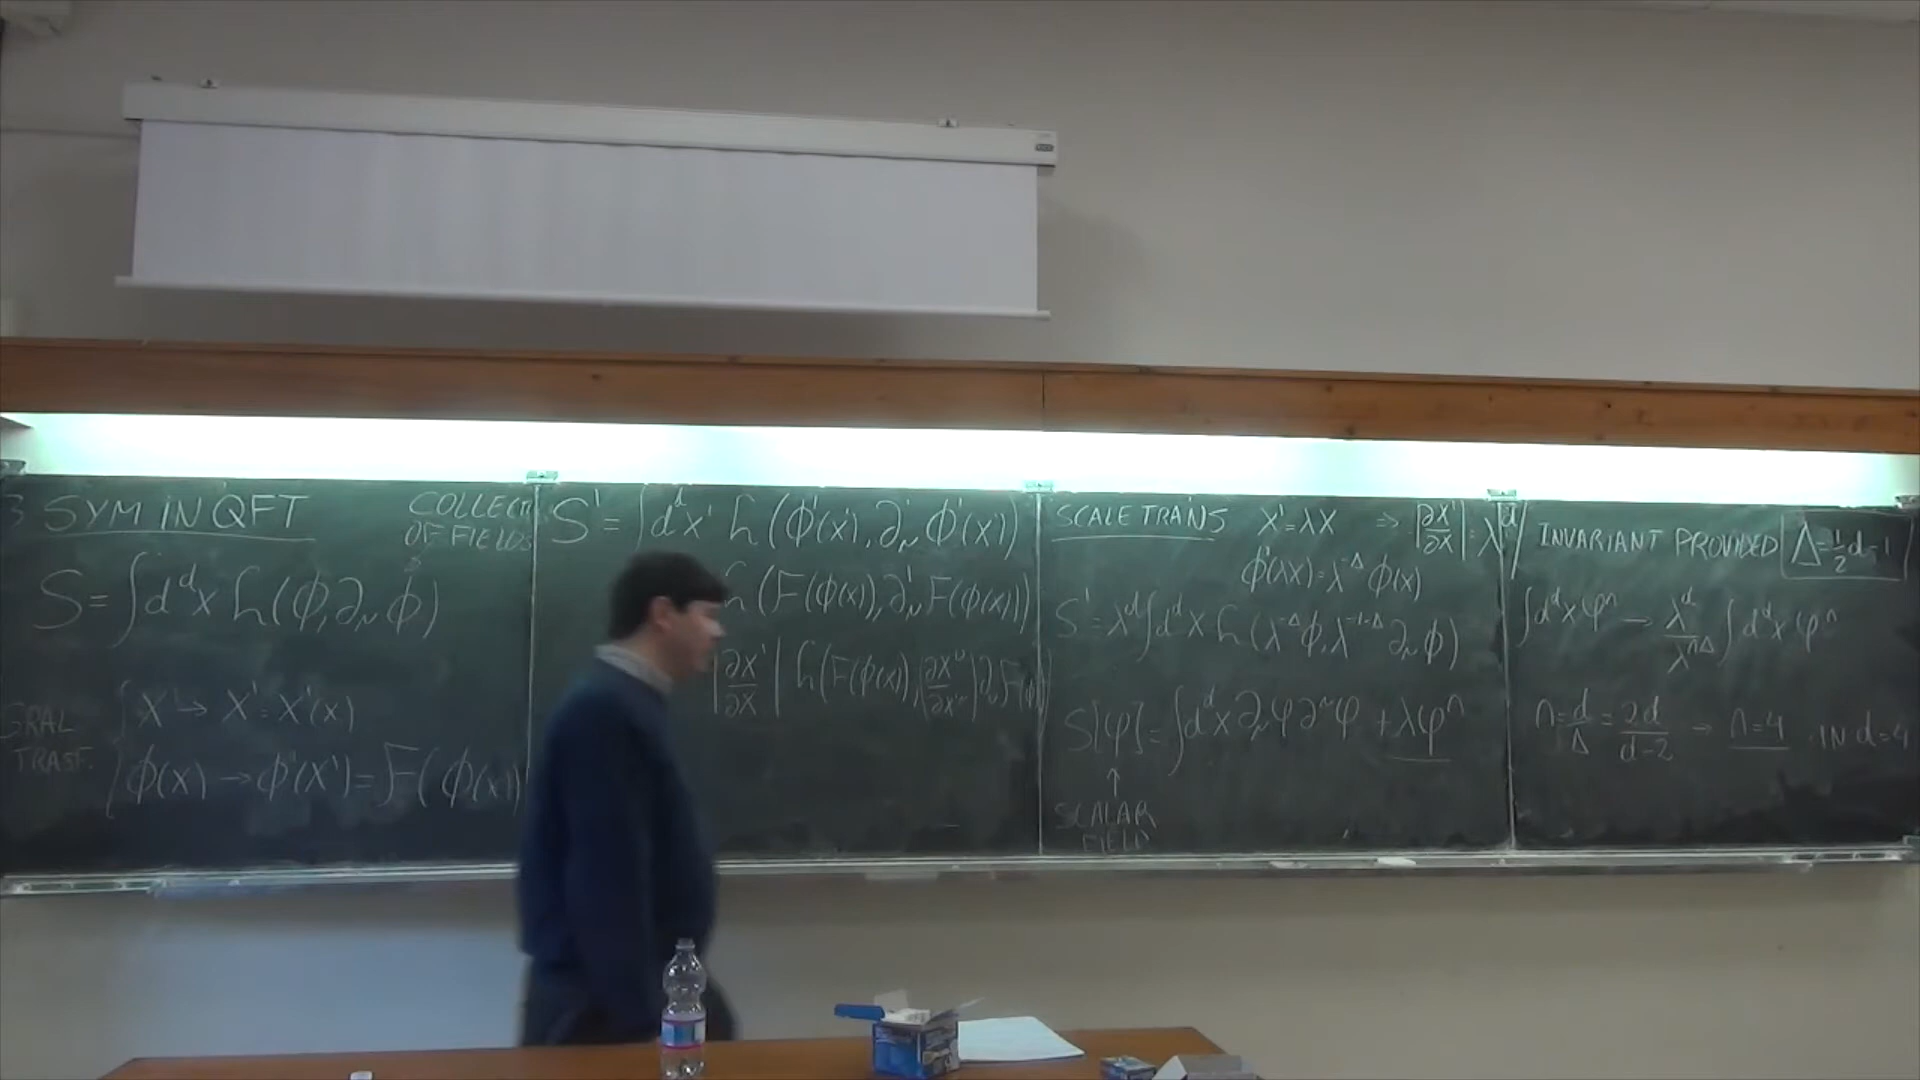 3 SYM IN QFT
COLLECT
OF FIELDS
S = ∫ d^d x L(φ, ∂_μ φ)
GRAL
TRASF.
X → X' = X'(x)
φ(x) → φ'(X') = F(φ(x))
S' = ∫ d^d x' L(φ'(x'), ∂'_μ φ'(x'))
L(F(φ(x)), ∂'_μ F(φ(x)))
|∂x'/∂x| L(F(φ(x)), (∂x^ν/∂x'^μ) ∂_ν F(φ))
SCALE TRANS X' = λX ⇒ |∂x'/∂x| = λ^d
φ'(λx) = λ^{-Δ} φ(x)
S' = λ^d ∫ d^d x L(λ^{-Δ} φ, λ^{-1-Δ} ∂_μ φ)
S[φ] = ∫ d^d x ∂_μ φ ∂^μ φ + λφ^n
↑
SCALAR
FIELD
INVARIANT PROVIDED Δ = 1/2 d - 1
∫ d^d x φ^n → λ^d/λ^{nΔ} ∫ d^d x φ^n
n = d/Δ = 2d/(d-2) → n = 4 . IN d = 4